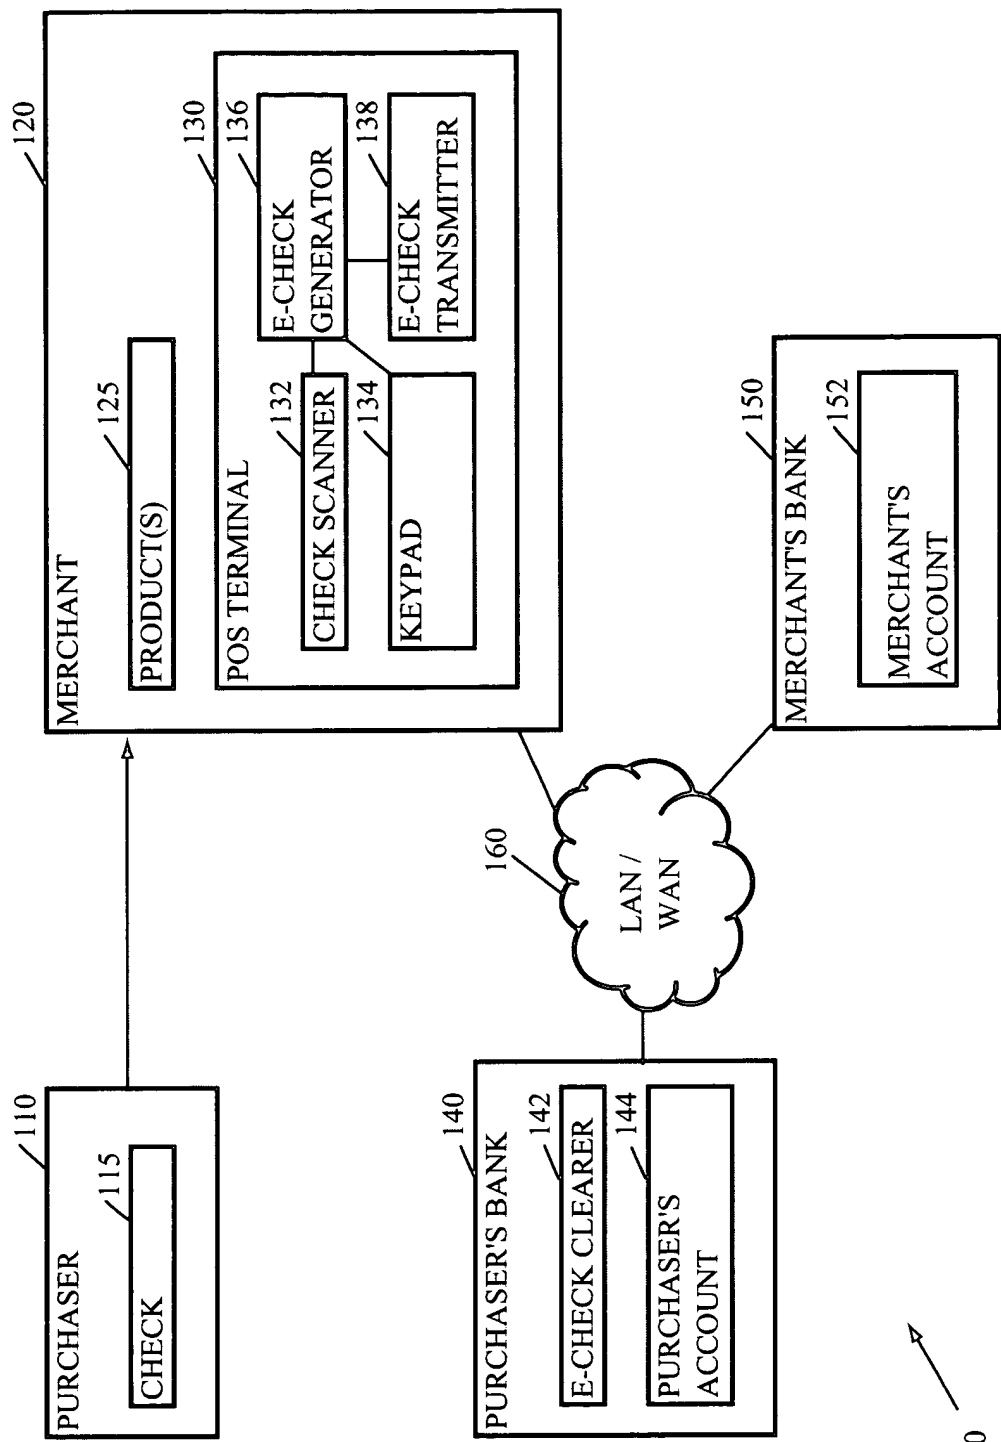 PURCHASER
110
115
CHECK
MERCHANT
120
125
PRODUCT(S)
POS TERMINAL
130
132
CHECK SCANNER
134
KEYPAD
136
E-CHECK
GENERATOR
138
E-CHECK
TRANSMITTER
PURCHASER'S BANK
140
142
E-CHECK CLEARER
144
PURCHASER'S
ACCOUNT
160
LAN /
WAN
MERCHANT'S BANK
150
152
MERCHANT'S
ACCOUNT